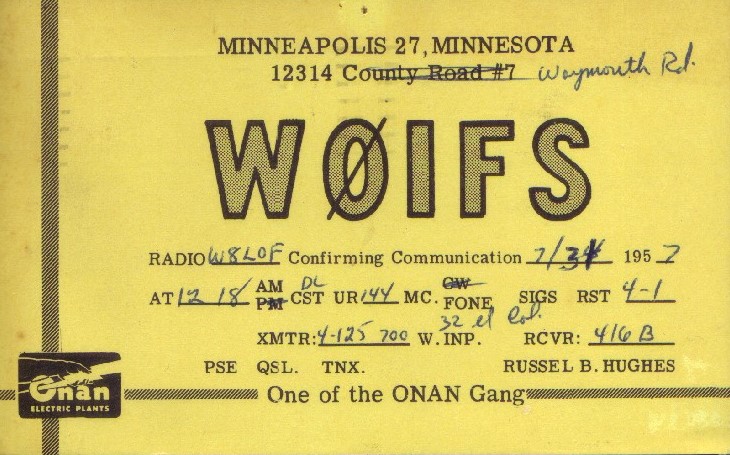 MINNEAPOLIS 27, MINNESOTA
12314 County Road #7 Waymouth Rd.
WØIFS
RADIO W8LOF Confirming Communication 7/31 1957
AT 12 18 AM PM CST UR 144 MC. CW FONE SIGS RST 4-1
XMTR: 4-125 700 W. INP. 32 el Col. RCVR: 416 B
PSE QSL. TNX. RUSSEL B. HUGHES
Onan
ELECTRIC PLANTS
One of the ONAN Gang